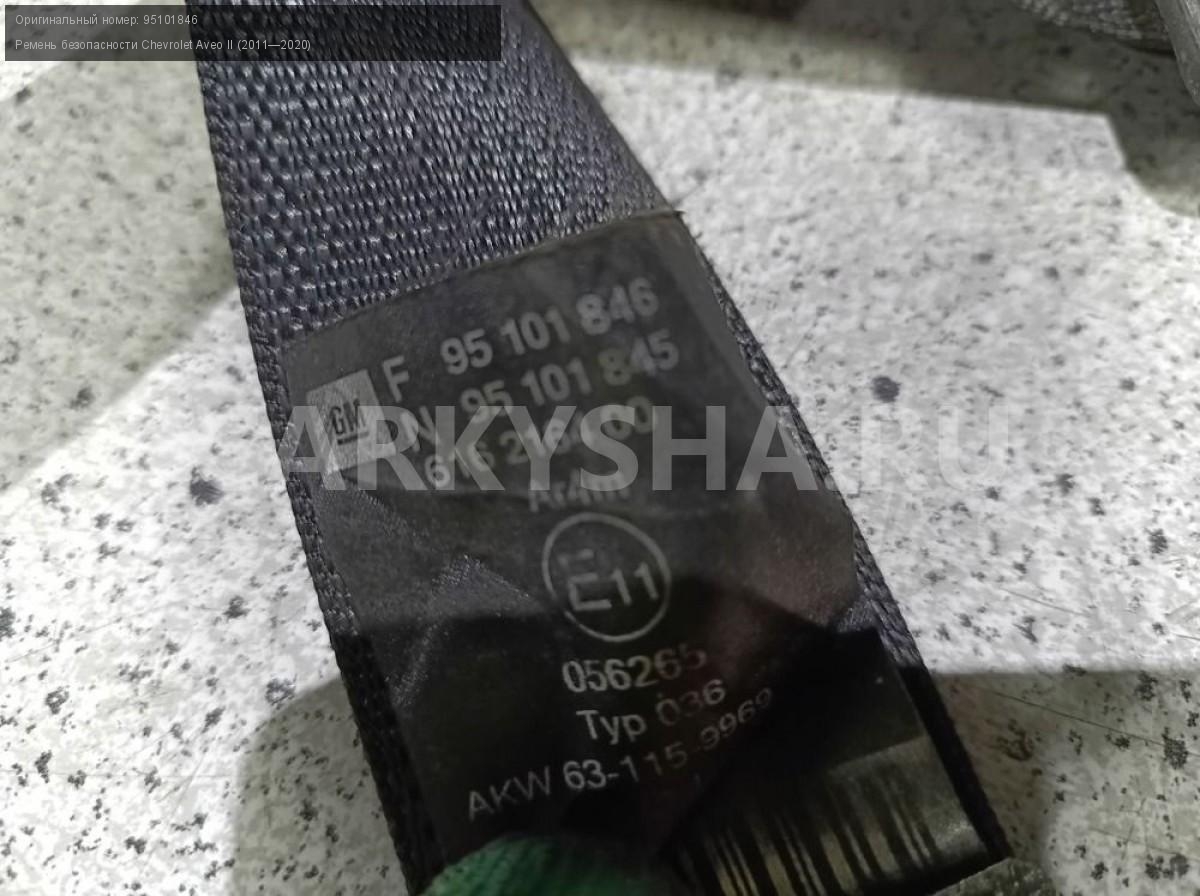 Оригинальный номер: 95101846
Ремень безопасности Chevrolet Aveo II (2011—2020)
F 95 101 846
GM N 95 101 845
Ar4m
ARKYSHA.RU
E11
056265
Typ 036
AKW 63-115-9969